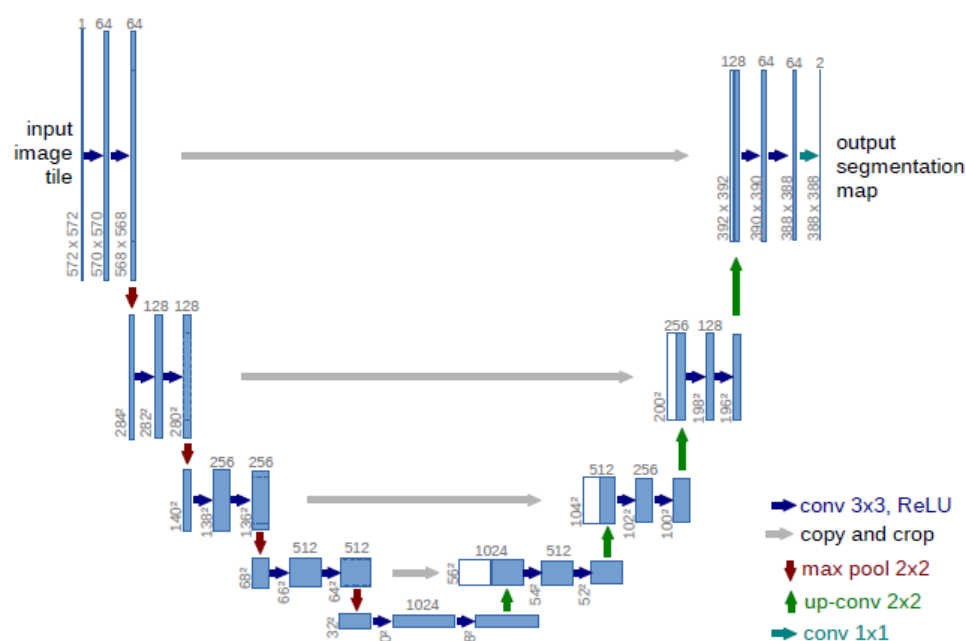 1 64 64
input
image
tile
572 x 572
570 x 570
568 x 568
128 64 64 2
output
segmentation
map
392 x 392
390 x 390
388 x 388
388 x 388
128 128
284²
282²
280²
256 128
200²
198²
196²
256 256
140²
138²
136²
512 256
104²
102²
100²
512 512
68²
66²
64²
1024 512
56²
54²
52²
1024
32²
conv 3x3, ReLU
copy and crop
max pool 2x2
up-conv 2x2
conv 1x1